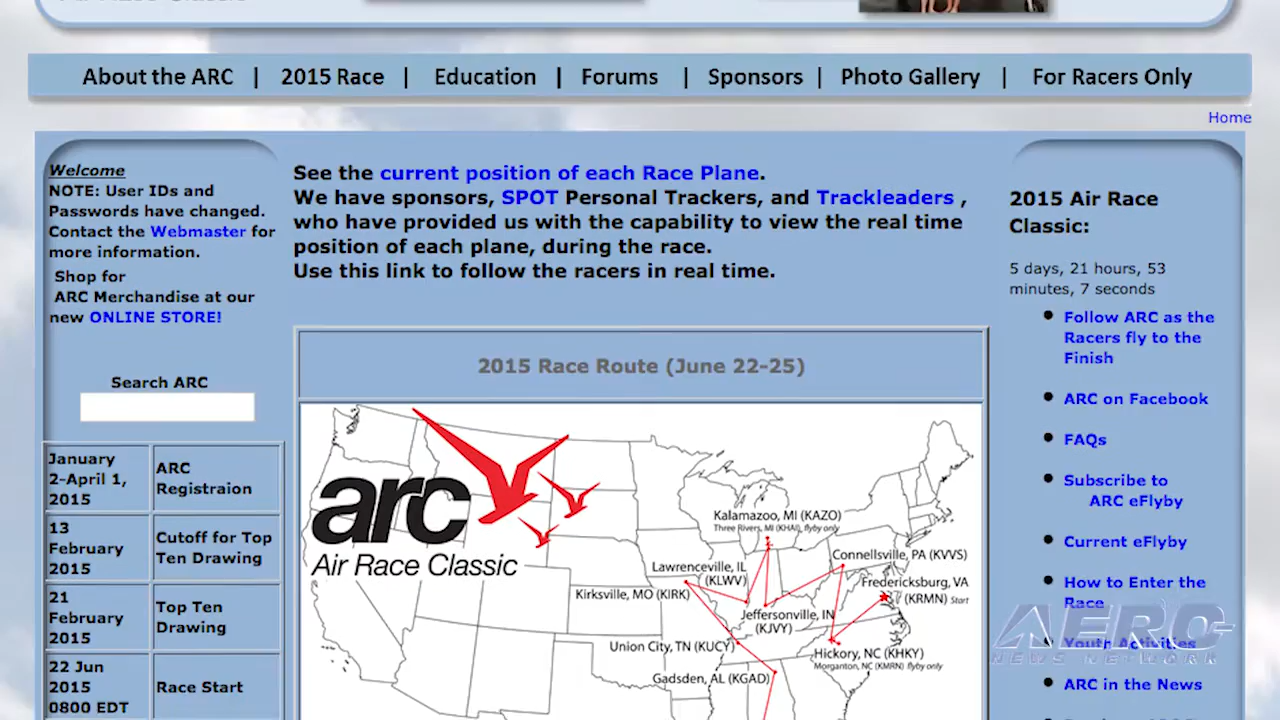 About the ARC | 2015 Race | Education | Forums | Sponsors | Photo Gallery | For Racers Only
Home
Welcome
NOTE: User IDs and
Passwords have changed.
Contact the Webmaster for
more information.
Shop for
ARC Merchandise at our
new ONLINE STORE!
Search ARC
January
2-April 1,
2015
ARC
Registraion
13
February
2015
Cutoff for Top
Ten Drawing
21
February
2015
Top Ten
Drawing
22 Jun
2015
0800 EDT
Race Start
See the current position of each Race Plane.
We have sponsors, SPOT Personal Trackers, and Trackleaders ,
who have provided us with the capability to view the real time
position of each plane, during the race.
Use this link to follow the racers in real time.
2015 Race Route (June 22-25)
arc
Air Race Classic
Kalamazoo, MI (KAZO)
Three Rivers, MI (KHAI), flyby only
Connellsville, PA (KVVS)
Lawrenceville, IL
(KLWV)
Fredericksburg, VA
(KRMN) Start
Kirksville, MO (KIRK)
Jeffersonville, IN
(KJVY)
Union City, TN (KUCY)
Hickory, NC (KHKY)
Morganton, NC (KMRN) flyby only
Gadsden, AL (KGAD)
2015 Air Race
Classic:
5 days, 21 hours, 53
minutes, 7 seconds
Follow ARC as the
Racers fly to the
Finish
ARC on Facebook
FAQs
Subscribe to
ARC eFlyby
Current eFlyby
How to Enter the
Race
Youth Activities
ARC in the News
AERO
NEWS NETWORK